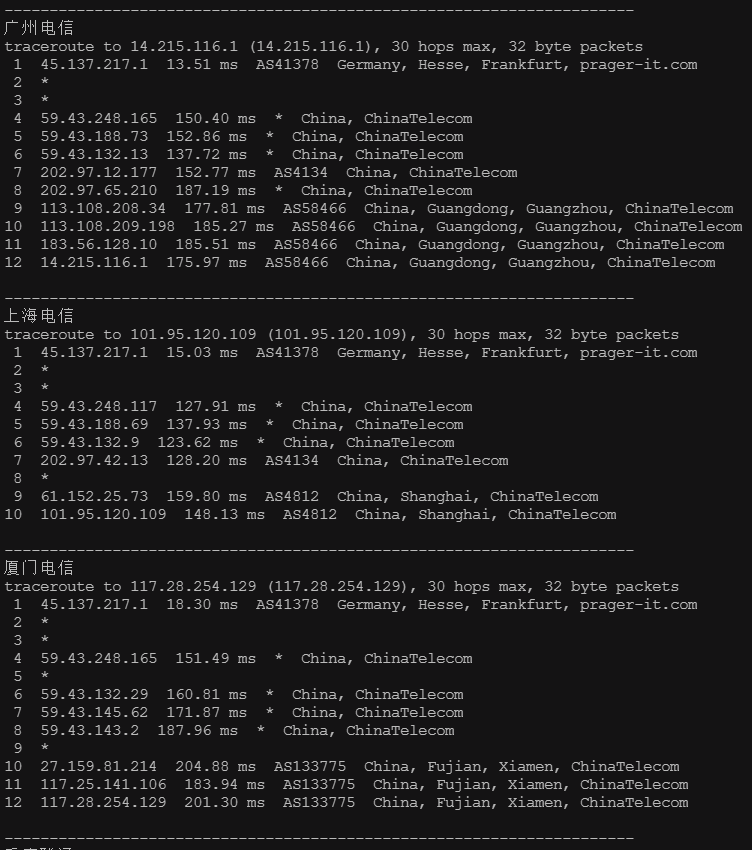 ----------------------------------------------------------------------
广州电信
traceroute to 14.215.116.1 (14.215.116.1), 30 hops max, 32 byte packets
 1  45.137.217.1  13.51 ms  AS41378  Germany, Hesse, Frankfurt, prager-it.com
 2  *
 3  *
 4  59.43.248.165  150.40 ms  *  China, ChinaTelecom
 5  59.43.188.73  152.86 ms  *  China, ChinaTelecom
 6  59.43.132.13  137.72 ms  *  China, ChinaTelecom
 7  202.97.12.177  152.77 ms  AS4134  China, ChinaTelecom
 8  202.97.65.210  187.19 ms  *  China, ChinaTelecom
 9  113.108.208.34  177.81 ms  AS58466  China, Guangdong, Guangzhou, ChinaTelecom
10  113.108.209.198  185.27 ms  AS58466  China, Guangdong, Guangzhou, ChinaTelecom
11  183.56.128.10  185.51 ms  AS58466  China, Guangdong, Guangzhou, ChinaTelecom
12  14.215.116.1  175.97 ms  AS58466  China, Guangdong, Guangzhou, ChinaTelecom
----------------------------------------------------------------------
上海电信
traceroute to 101.95.120.109 (101.95.120.109), 30 hops max, 32 byte packets
 1  45.137.217.1  15.03 ms  AS41378  Germany, Hesse, Frankfurt, prager-it.com
 2  *
 3  *
 4  59.43.248.117  127.91 ms  *  China, ChinaTelecom
 5  59.43.188.69  137.93 ms  *  China, ChinaTelecom
 6  59.43.132.9  123.62 ms  *  China, ChinaTelecom
 7  202.97.42.13  128.20 ms  AS4134  China, ChinaTelecom
 8  *
 9  61.152.25.73  159.80 ms  AS4812  China, Shanghai, ChinaTelecom
10  101.95.120.109  148.13 ms  AS4812  China, Shanghai, ChinaTelecom
----------------------------------------------------------------------
厦门电信
traceroute to 117.28.254.129 (117.28.254.129), 30 hops max, 32 byte packets
 1  45.137.217.1  18.30 ms  AS41378  Germany, Hesse, Frankfurt, prager-it.com
 2  *
 3  *
 4  59.43.248.165  151.49 ms  *  China, ChinaTelecom
 5  *
 6  59.43.132.29  160.81 ms  *  China, ChinaTelecom
 7  59.43.145.62  171.87 ms  *  China, ChinaTelecom
 8  59.43.143.2  187.96 ms  *  China, ChinaTelecom
 9  *
10  27.159.81.214  204.88 ms  AS133775  China, Fujian, Xiamen, ChinaTelecom
11  117.25.141.106  183.94 ms  AS133775  China, Fujian, Xiamen, ChinaTelecom
12  117.28.254.129  201.30 ms  AS133775  China, Fujian, Xiamen, ChinaTelecom
----------------------------------------------------------------------